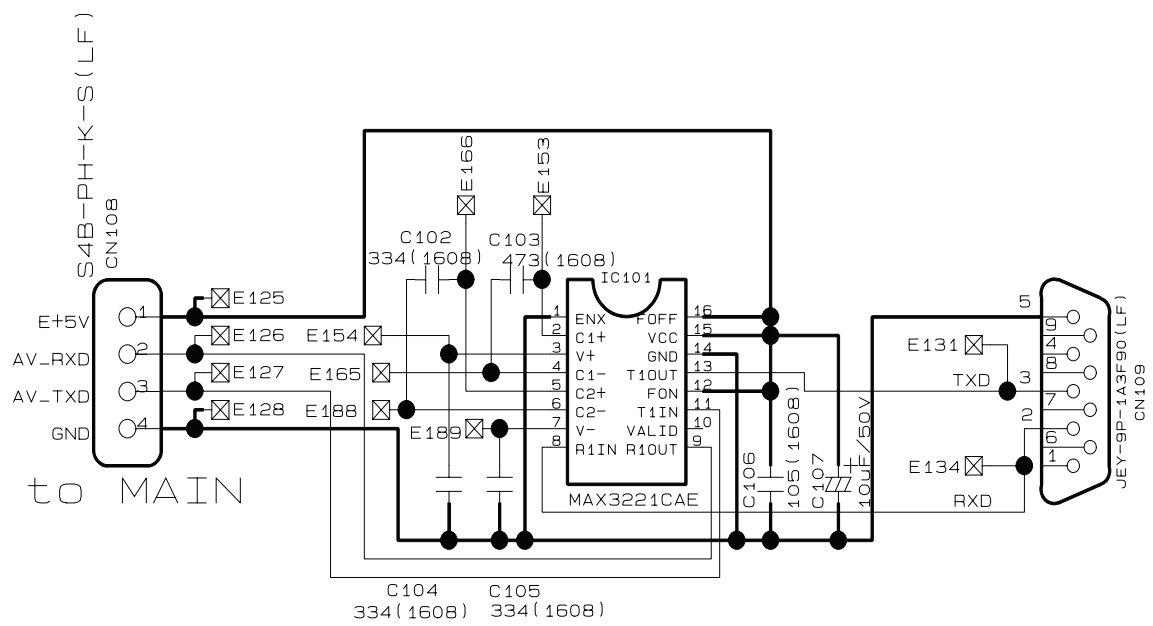 S4B-PH-K-S(LF)
CN108
E+5V
AV_RXD
AV_TXD
GND
1
2
3
4
E125
E126
E127
E128
to MAIN
E166
E153
C102
334(1608)
C103
473(1608)
E154
E165
E188
E189
IC101
1 ENX FOFF 16
2 C1+ VCC 15
3 V+ GND 14
4 C1- T1OUT 13
5 C2+ FON 12
6 C2- T1IN 11
7 V- VALID 10
8 R1IN R1OUT 9
MAX3221CAE
C106
105(1608)
C107
+
10uF/50V
C104
334(1608)
C105
334(1608)
E131
TXD
E134
RXD
5
9
4
8
3
7
2
6
1
JEY-9P-1A3F90(LF)
CN109